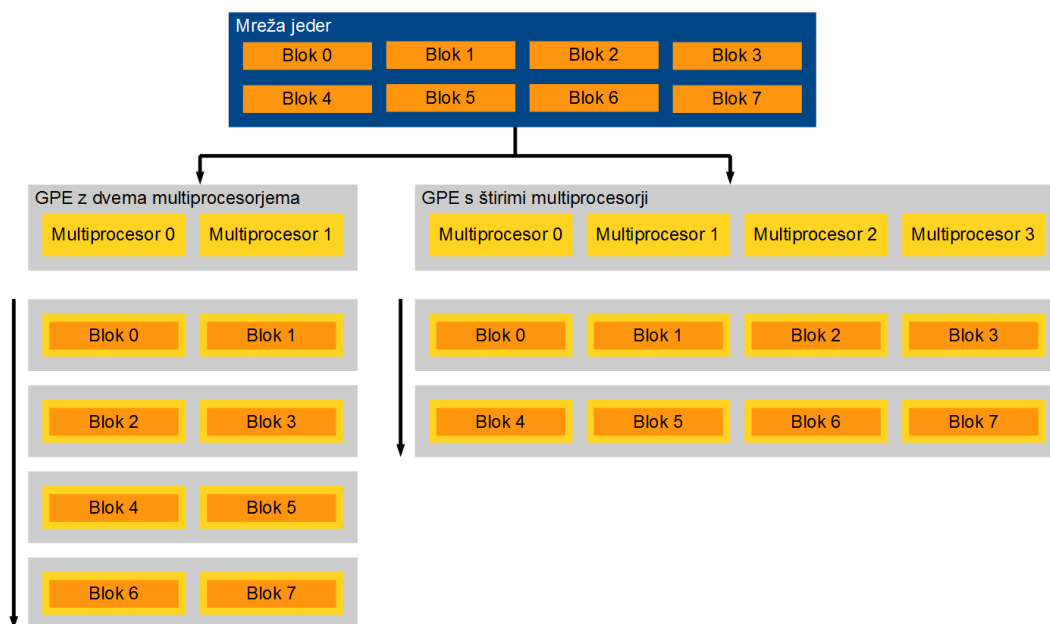 Mreža jeder
Blok 0 Blok 1 Blok 2 Blok 3
Blok 4 Blok 5 Blok 6 Blok 7
GPE z dvema multiprocesorjema
Multiprocesor 0 Multiprocesor 1
Blok 0 Blok 1
Blok 2 Blok 3
Blok 4 Blok 5
Blok 6 Blok 7
GPE s štirimi multiprocesorji
Multiprocesor 0 Multiprocesor 1 Multiprocesor 2 Multiprocesor 3
Blok 0 Blok 1 Blok 2 Blok 3
Blok 4 Blok 5 Blok 6 Blok 7